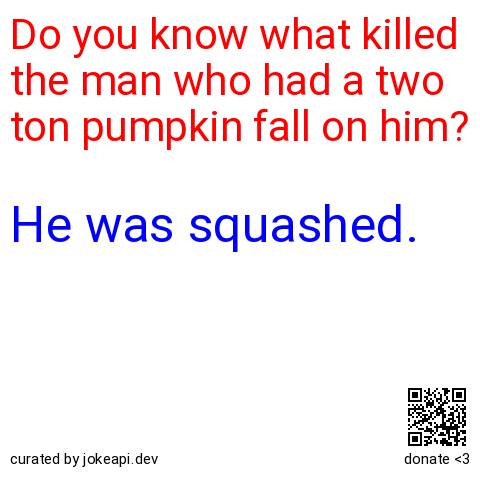 Do you know what killed
the man who had a two
ton pumpkin fall on him?
He was squashed.
curated by jokeapi.dev
donate <3